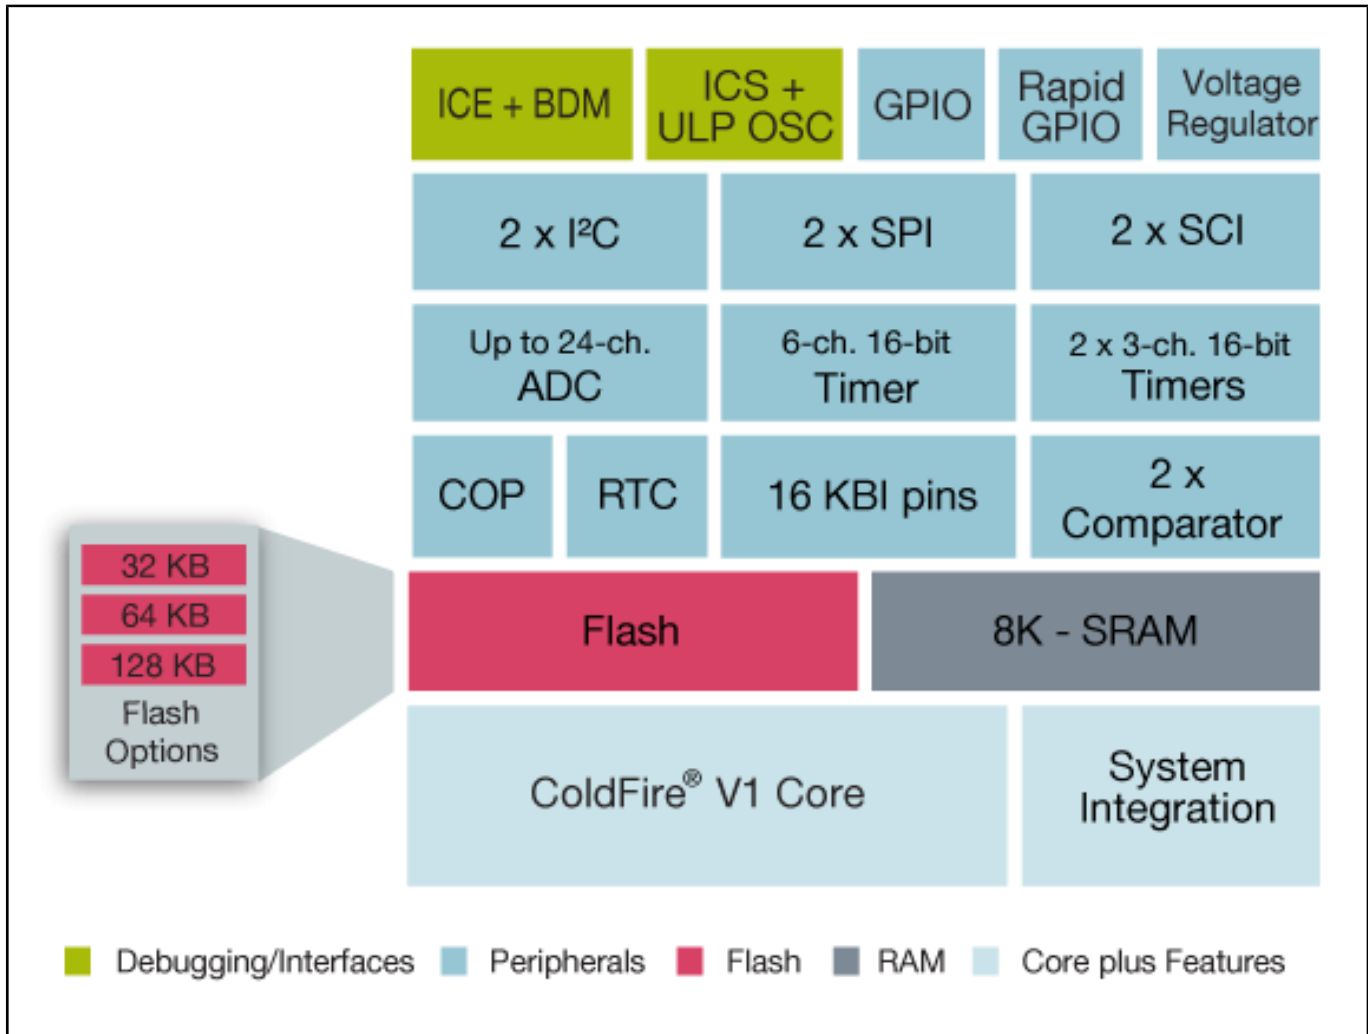 ICE + BDM
ICS +
ULP OSC
GPIO
Rapid
GPIO
Voltage
Regulator
2 x I²C
2 x SPI
2 x SCI
Up to 24-ch.
ADC
6-ch. 16-bit
Timer
2 x 3-ch. 16-bit
Timers
COP
RTC
16 KBI pins
2 x
Comparator
32 KB
64 KB
128 KB
Flash
Options
Flash
8K - SRAM
ColdFire® V1 Core
System
Integration
Debugging/Interfaces
Peripherals
Flash
RAM
Core plus Features